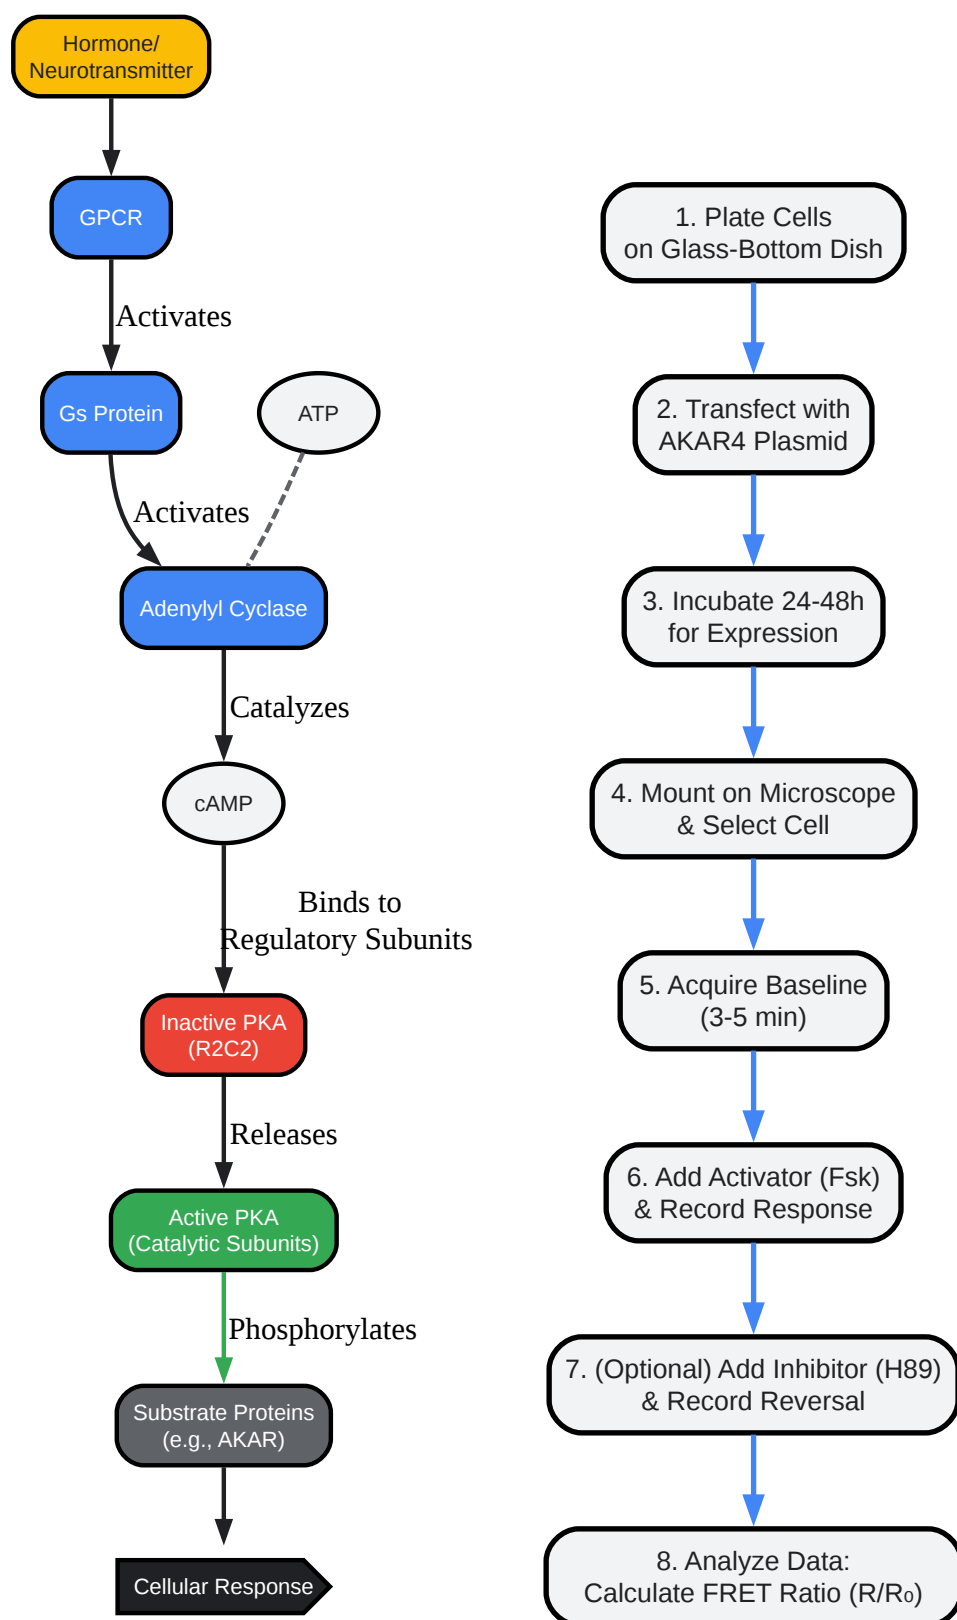 Hormone/
Neurotransmitter
GPCR
Activates
Gs Protein
ATP
Activates
Adenylyl Cyclase
Catalyzes
cAMP
Binds to
Regulatory Subunits
Inactive PKA
(R2C2)
Releases
Active PKA
(Catalytic Subunits)
Phosphorylates
Substrate Proteins
(e.g., AKAR)
Cellular Response
1. Plate Cells
on Glass-Bottom Dish
2. Transfect with
AKAR4 Plasmid
3. Incubate 24-48h
for Expression
4. Mount on Microscope
& Select Cell
5. Acquire Baseline
(3-5 min)
6. Add Activator (Fsk)
& Record Response
7. (Optional) Add Inhibitor (H89)
& Record Reversal
8. Analyze Data:
Calculate FRET Ratio (R/R₀)